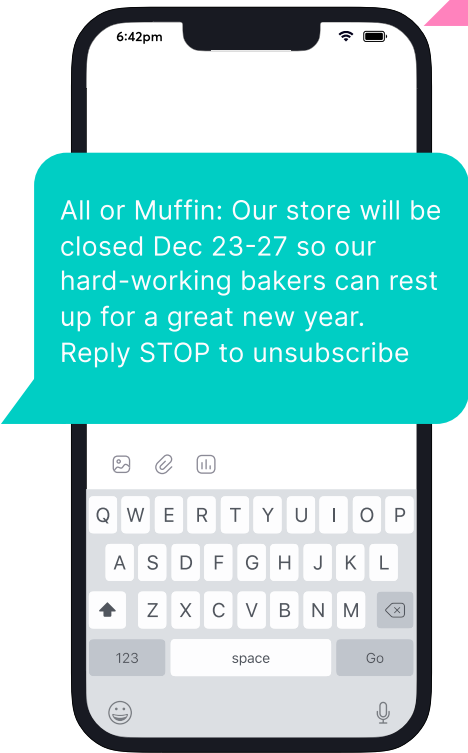 6:42pm
All or Muffin: Our store will be
closed Dec 23-27 so our
hard-working bakers can rest
up for a great new year.
Reply STOP to unsubscribe
Q W E R T Y U I O P
A S D F G H J K L
Z X C V B N M
123 space Go